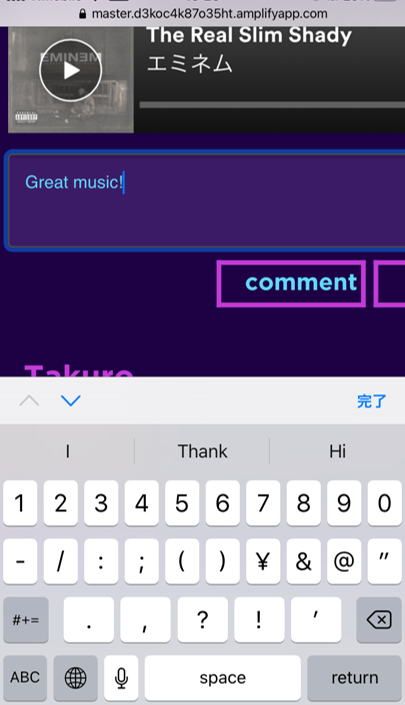 master.d3koc4k87o35ht.amplifyapp.com
The Real Slim Shady
EMINEM
エミネム
Great music!
comment
Takuro
完了
I Thank Hi
1 2 3 4 5 6 7 8 9 0
- / : ; ( ) ¥ & @ "
#+= . , ? ! ’
ABC space return